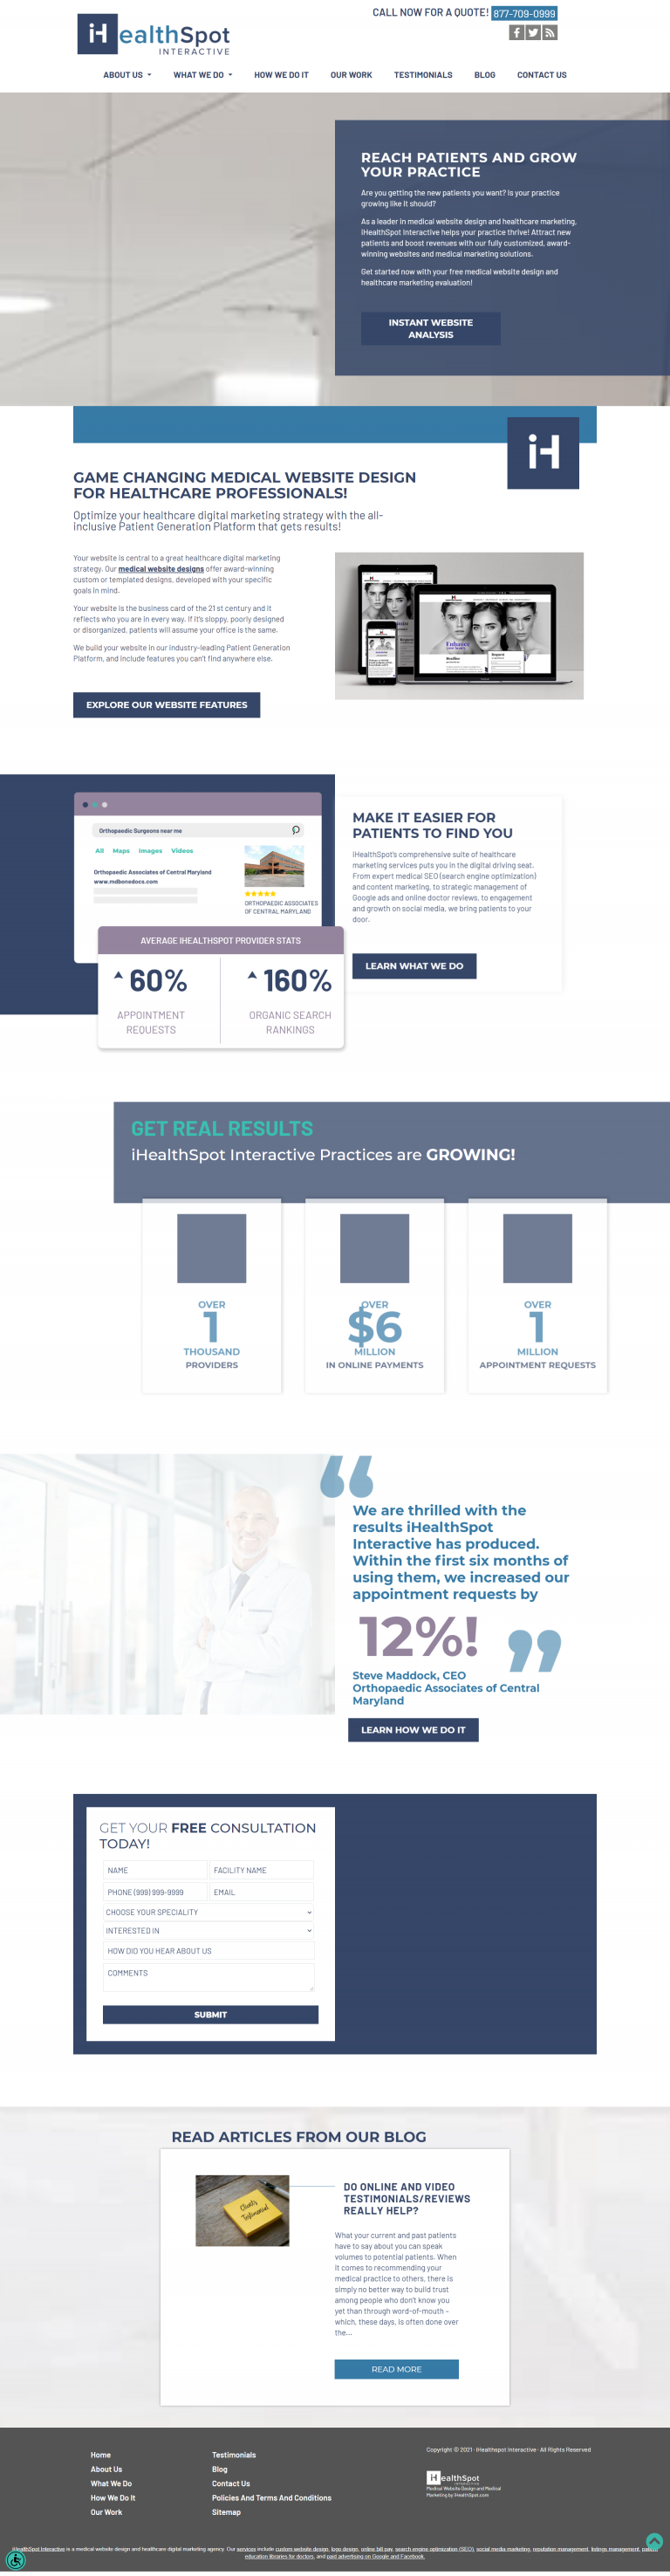 CALL NOW FOR A QUOTE! 877-709-0999
iHealthSpot
INTERACTIVE
ABOUT US WHAT WE DO HOW WE DO IT OUR WORK TESTIMONIALS BLOG CONTACT US
REACH PATIENTS AND GROW
YOUR PRACTICE
Are you getting the new patients you want? Is your practice
growing like it should?
As a leader in medical website design and healthcare marketing,
iHealthSpot Interactive helps your practice thrive! Attract new
patients and boost revenues with our fully customized, award-
winning websites and medical marketing solutions.
Get started now with your free medical website design and
healthcare marketing evaluation!
INSTANT WEBSITE
ANALYSIS
iH
GAME CHANGING MEDICAL WEBSITE DESIGN
FOR HEALTHCARE PROFESSIONALS!
Optimize your healthcare digital marketing strategy with the all-
inclusive Patient Generation Platform that gets results!
Your website is central to a great healthcare digital marketing
strategy. Our medical website designs offer award-winning
custom or templated designs, developed with your specific
goals in mind.
Your website is the business card of the 21 st century and it
reflects who you are in every way. If it's sloppy, poorly designed
or disorganized, patients will assume your office is the same.
We build your website in our industry-leading Patient Generation
Platform, and include features you can't find anywhere else.
Enhance
EXPLORE OUR WEBSITE FEATURES
Orthopaedic Surgeons near me
All Maps Images Videos
Orthopaedic Associates of Central Maryland
www.mdbonedocs.com
ORTHOPAEDIC ASSOCIATES
OF CENTRAL MARYLAND
AVERAGE IHEALTHSPOT PROVIDER STATS
60%
APPOINTMENT
REQUESTS
160%
ORGANIC SEARCH
RANKINGS
MAKE IT EASIER FOR
PATIENTS TO FIND YOU
iHealthSpot's comprehensive suite of healthcare
marketing services puts you in the digital driving seat.
From expert medical SEO (search engine optimization)
and content marketing, to strategic management of
Google ads and online doctor reviews, to engagement
and growth on social media, we bring patients to your
door.
LEARN WHAT WE DO
GET REAL RESULTS
iHealthSpot Interactive Practices are GROWING!
OVER
1
THOUSAND
PROVIDERS
OVER
$6
MILLION
IN ONLINE PAYMENTS
OVER
1
MILLION
APPOINTMENT REQUESTS
“
We are thrilled with the
results iHealthSpot
Interactive has produced.
Within the first six months of
using them, we increased our
appointment requests by
12%! ”
Steve Maddock, CEO
Orthopaedic Associates of Central
Maryland
LEARN HOW WE DO IT
GET YOUR FREE CONSULTATION
TODAY!
NAME FACILITY NAME
PHONE (999) 999-9999 EMAIL
CHOOSE YOUR SPECIALITY
INTERESTED IN
HOW DID YOU HEAR ABOUT US
COMMENTS
SUBMIT
READ ARTICLES FROM OUR BLOG
Client's
Testimonial
DO ONLINE AND VIDEO
TESTIMONIALS/REVIEWS
REALLY HELP?
What your current and past patients
have to say about you can speak
volumes to potential patients. When
it comes to recommending your
medical practice to others, there is
simply no better way to build trust
among people who don't know you
yet than through word-of-mouth –
which, these days, is often done over
the...
READ MORE
Home
About Us
What We Do
How We Do It
Our Work
Testimonials
Blog
Contact Us
Policies And Terms And Conditions
Sitemap
Copyright © 2021 · iHealthspot Interactive · All Rights Reserved
iHealthSpot
Medical Website Design and Medical
Marketing by iHealthSpot.com
iHealthSpot Interactive is a medical website design and healthcare digital marketing agency. Our services include custom website design, logo design, online bill pay, search engine optimization (SEO), social media marketing, reputation management, listings management, patient
education libraries for doctors, and paid advertising on Google and Facebook.